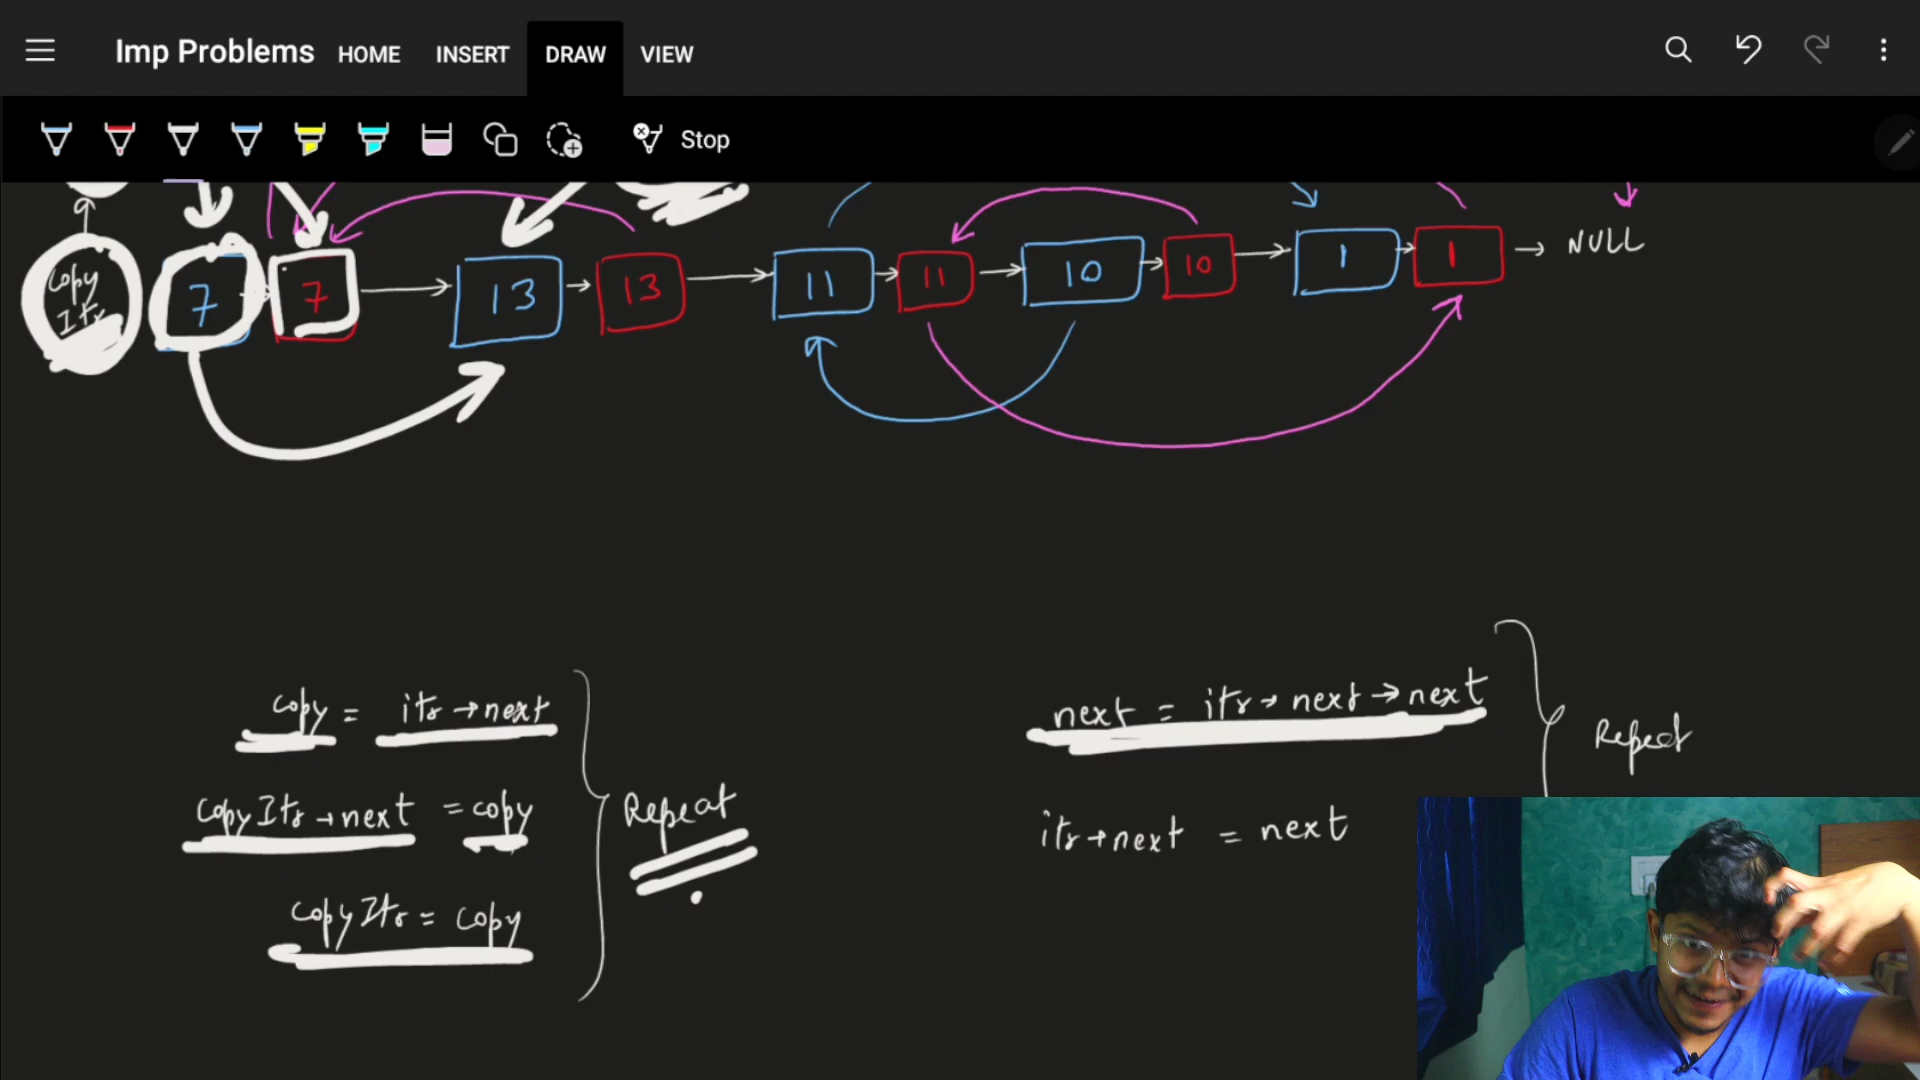 Imp Problems HOME INSERT DRAW VIEW
Stop
copy
Itr
7 7 13 13 11 11 10 10 1 1 NULL
copy = itr→next
copyItr→next = copy
copyItr = copy
Repeat
next = itr→next→next
itr→next = next
Repeat